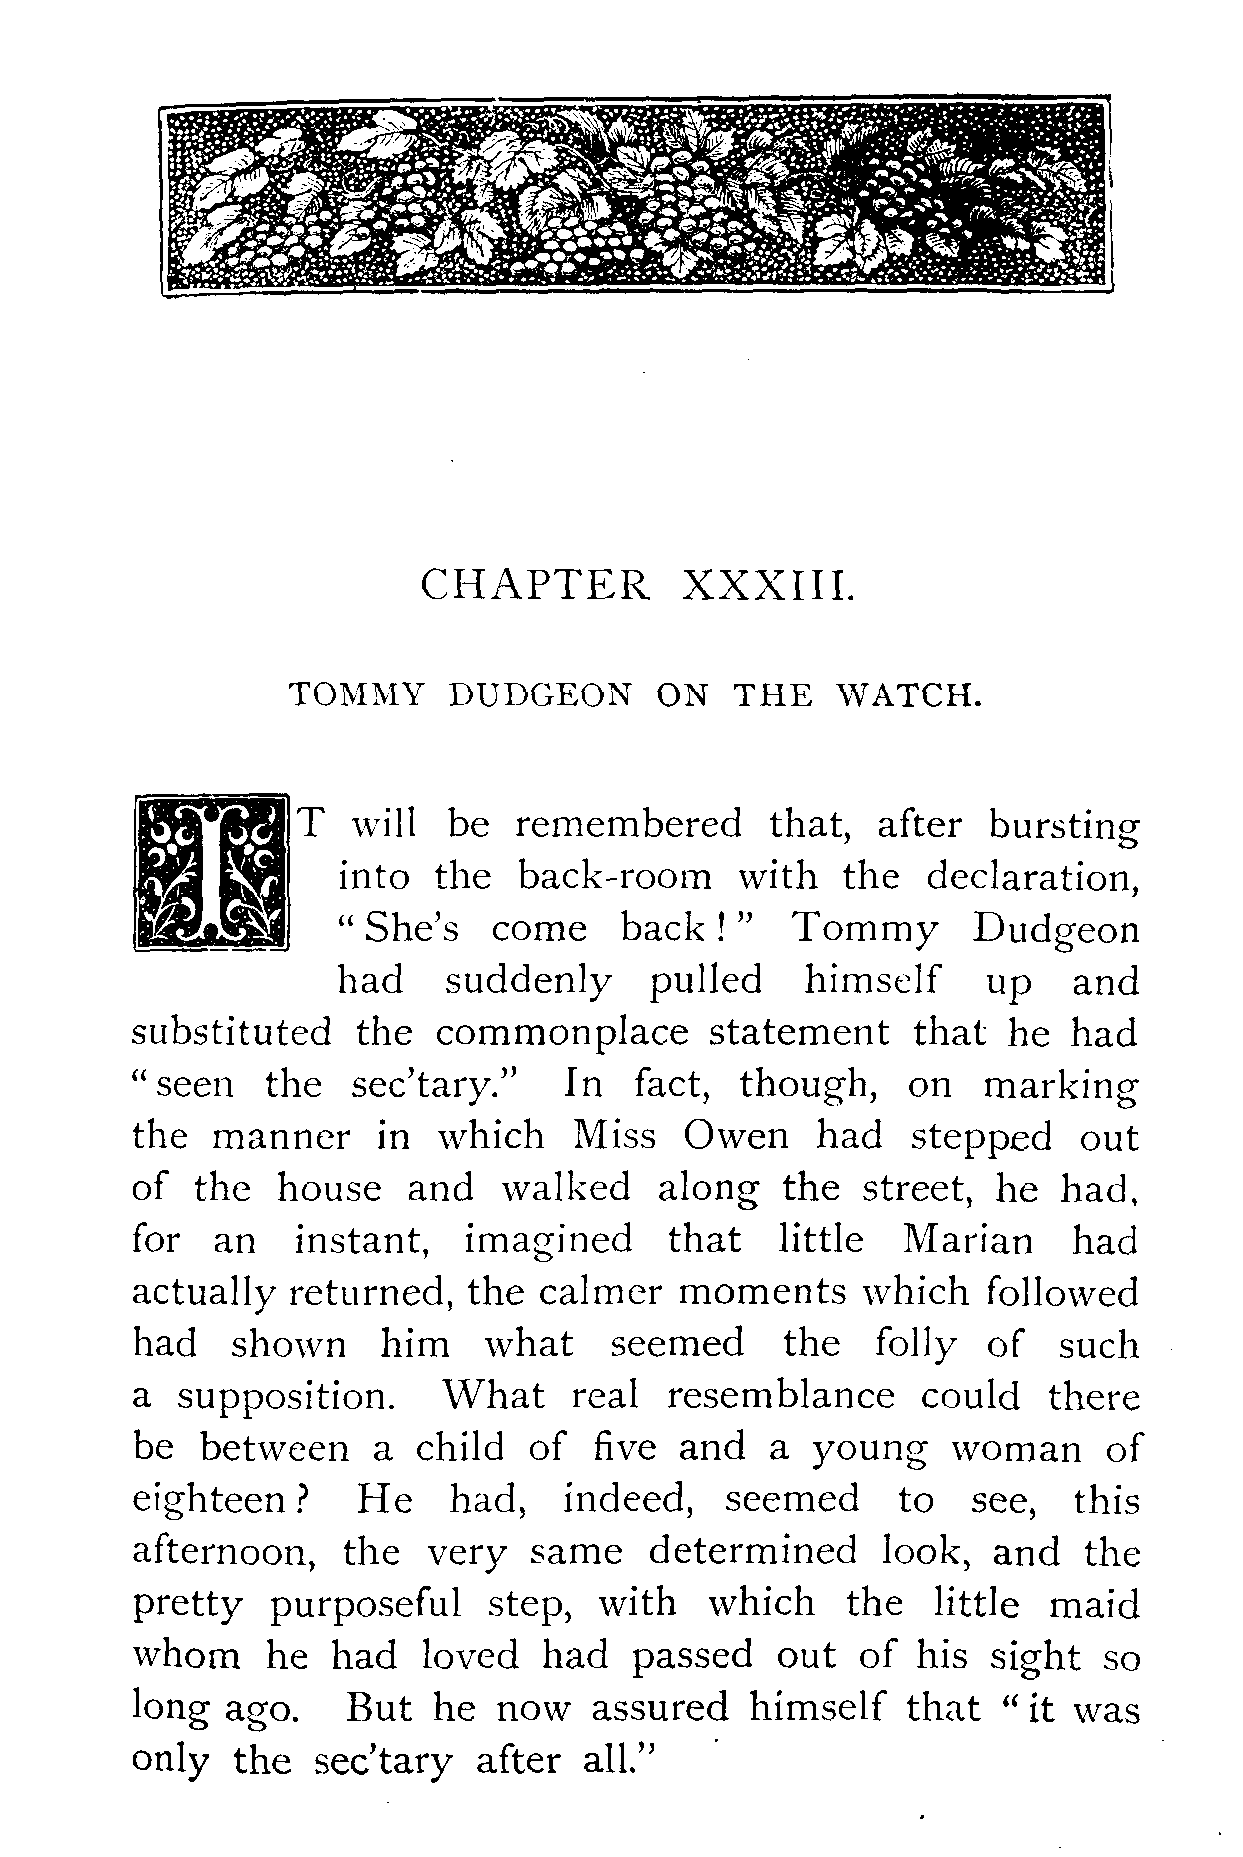 CHAPTER XXXIII.
TOMMY DUDGEON ON THE WATCH.
IT will be remembered that, after bursting
into the back-room with the declaration,
“ She’s come back ! ” Tommy Dudgeon
had suddenly pulled himself up and
substituted the commonplace statement that he had
“ seen the sec’tary.” In fact, though, on marking
the manner in which Miss Owen had stepped out
of the house and walked along the street, he had,
for an instant, imagined that little Marian had
actually returned, the calmer moments which followed
had shown him what seemed the folly of such
a supposition. What real resemblance could there
be between a child of five and a young woman of
eighteen ? He had, indeed, seemed to see, this
afternoon, the very same determined look, and the
pretty purposeful step, with which the little maid
whom he had loved had passed out of his sight so
long ago. But he now assured himself that “ it was
only the sec’tary after all.”